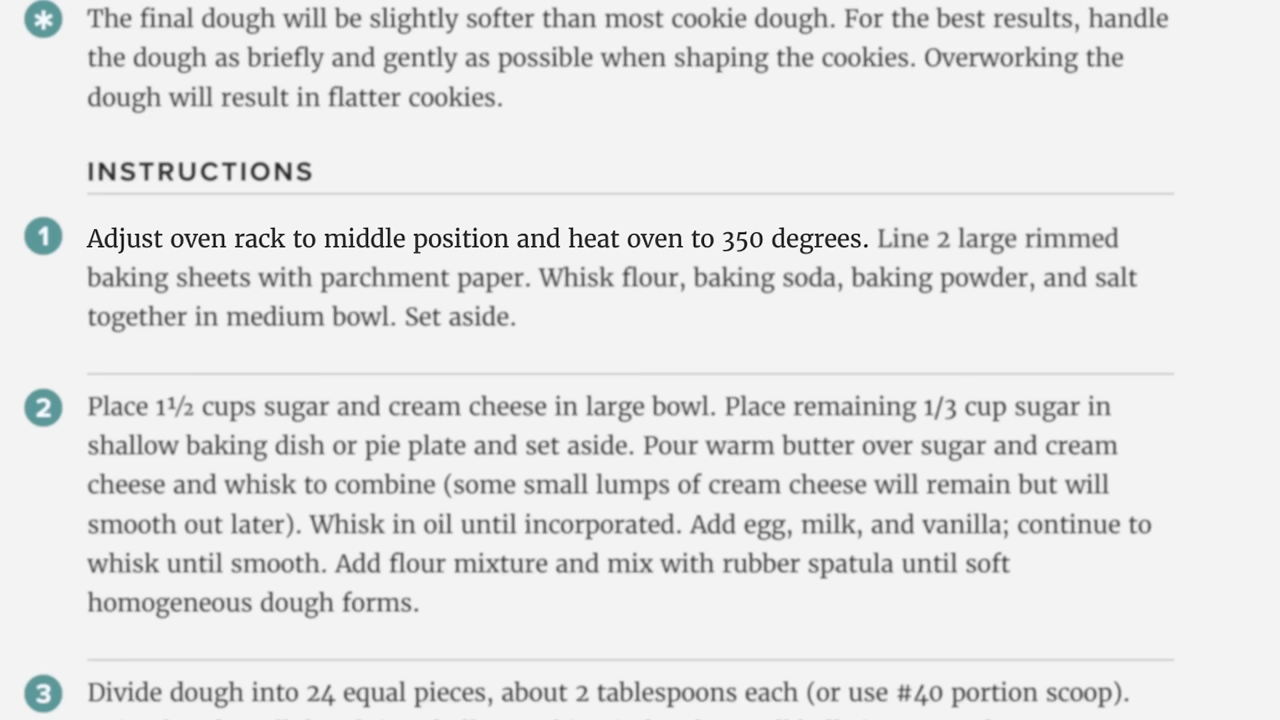 * The final dough will be slightly softer than most cookie dough. For the best results, handle
the dough as briefly and gently as possible when shaping the cookies. Overworking the
dough will result in flatter cookies.
INSTRUCTIONS
1 Adjust oven rack to middle position and heat oven to 350 degrees. Line 2 large rimmed
baking sheets with parchment paper. Whisk flour, baking soda, baking powder, and salt
together in medium bowl. Set aside.
2 Place 1½ cups sugar and cream cheese in large bowl. Place remaining 1/3 cup sugar in
shallow baking dish or pie plate and set aside. Pour warm butter over sugar and cream
cheese and whisk to combine (some small lumps of cream cheese will remain but will
smooth out later). Whisk in oil until incorporated. Add egg, milk, and vanilla; continue to
whisk until smooth. Add flour mixture and mix with rubber spatula until soft
homogeneous dough forms.
3 Divide dough into 24 equal pieces, about 2 tablespoons each (or use #40 portion scoop).